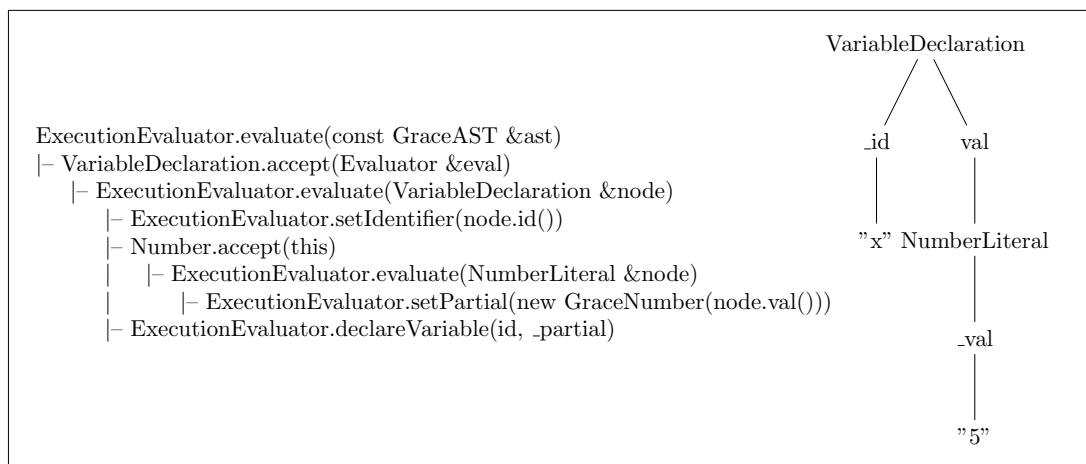 ExecutionEvaluator.evaluate(const GraceAST &ast)
|– VariableDeclaration.accept(Evaluator &eval)
|– ExecutionEvaluator.evaluate(VariableDeclaration &node)
|– ExecutionEvaluator.setIdentifier(node.id())
|– Number.accept(this)
| |– ExecutionEvaluator.evaluate(NumberLiteral &node)
| |– ExecutionEvaluator.setPartial(new GraceNumber(node.val()))
|– ExecutionEvaluator.declareVariable(id, _partial)
VariableDeclaration
_id val
"x" NumberLiteral
_val
"5"